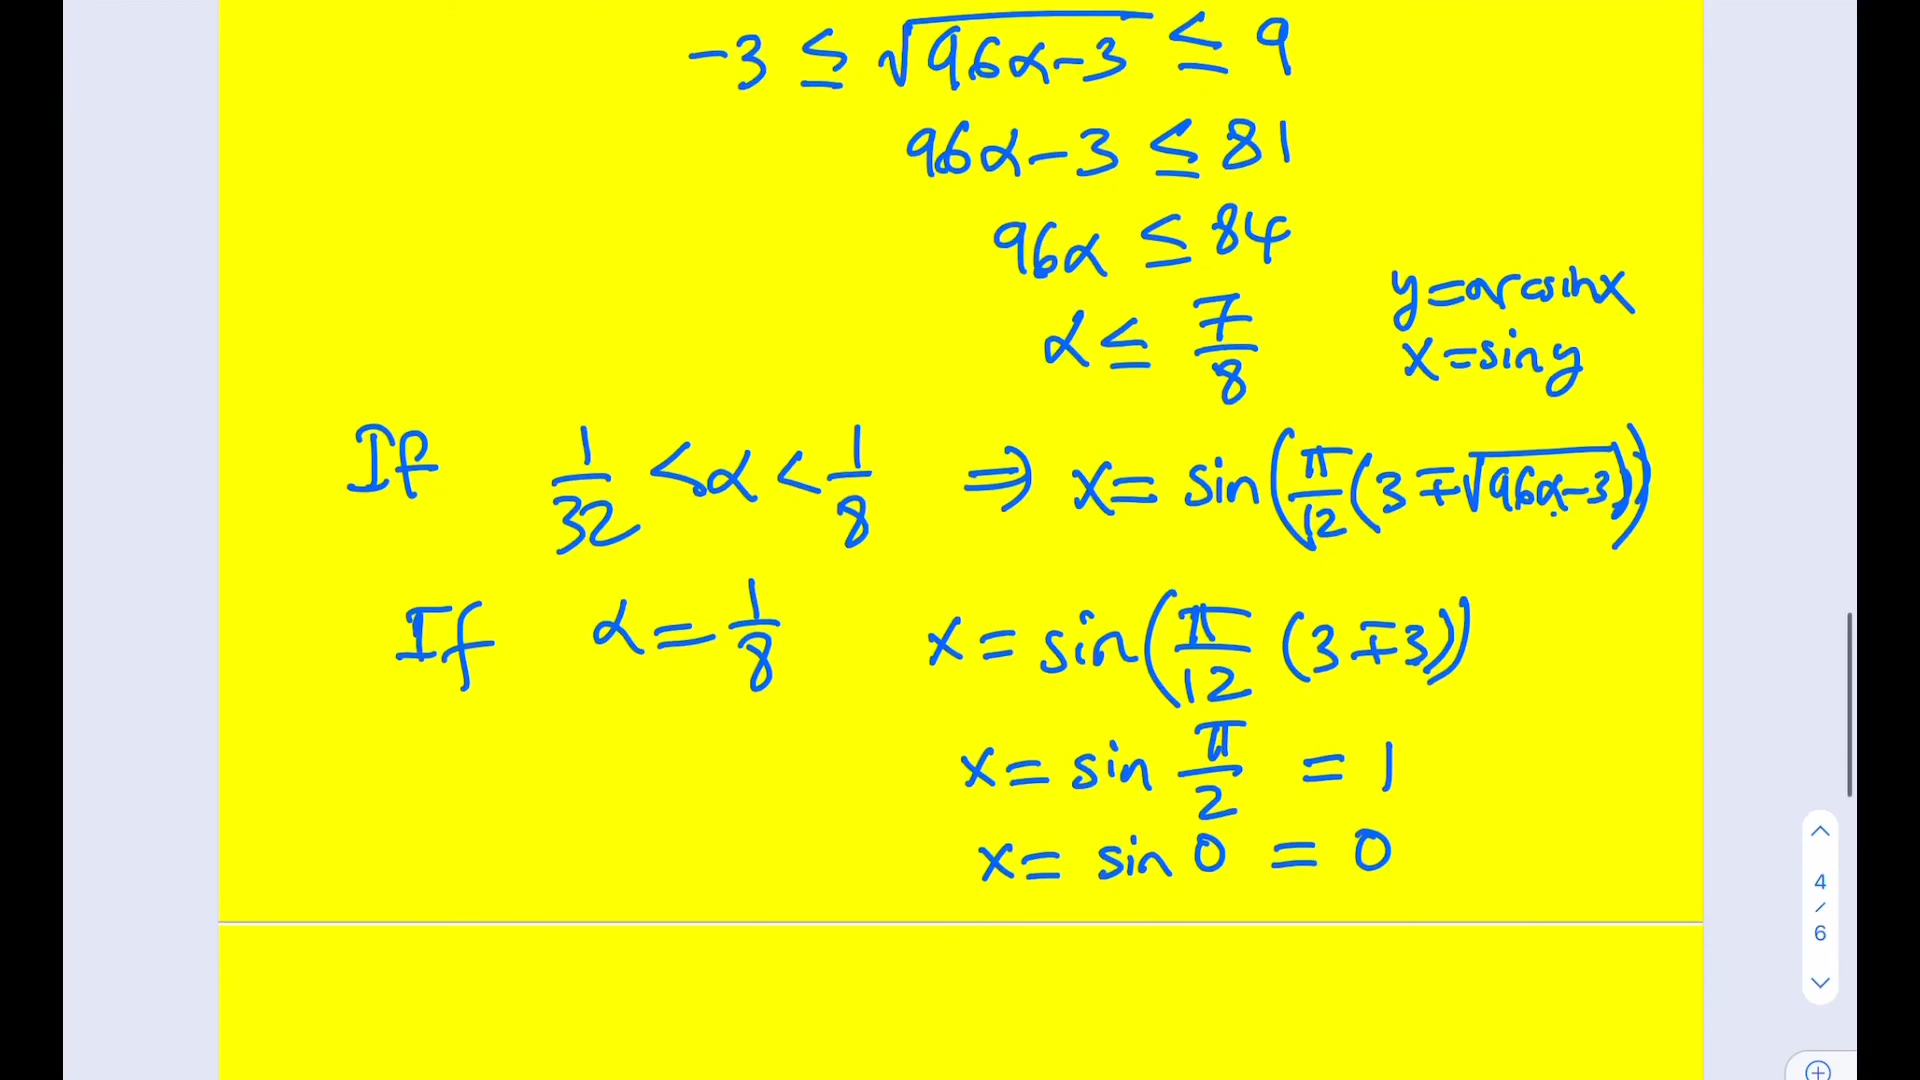 -3 ≤ √(96α-3) ≤ 9
96α-3 ≤ 81
96α ≤ 84
α ≤ 7/8
y=arcsinx
x=siny
If 1/32 <α< 1/8 ⇒ x= sin(π/12(3∓√(96α-3)))
If α=1/8 x= sin(π/12 (3∓3))
x= sin π/2 = 1
x= sin 0 = 0
4
/
6